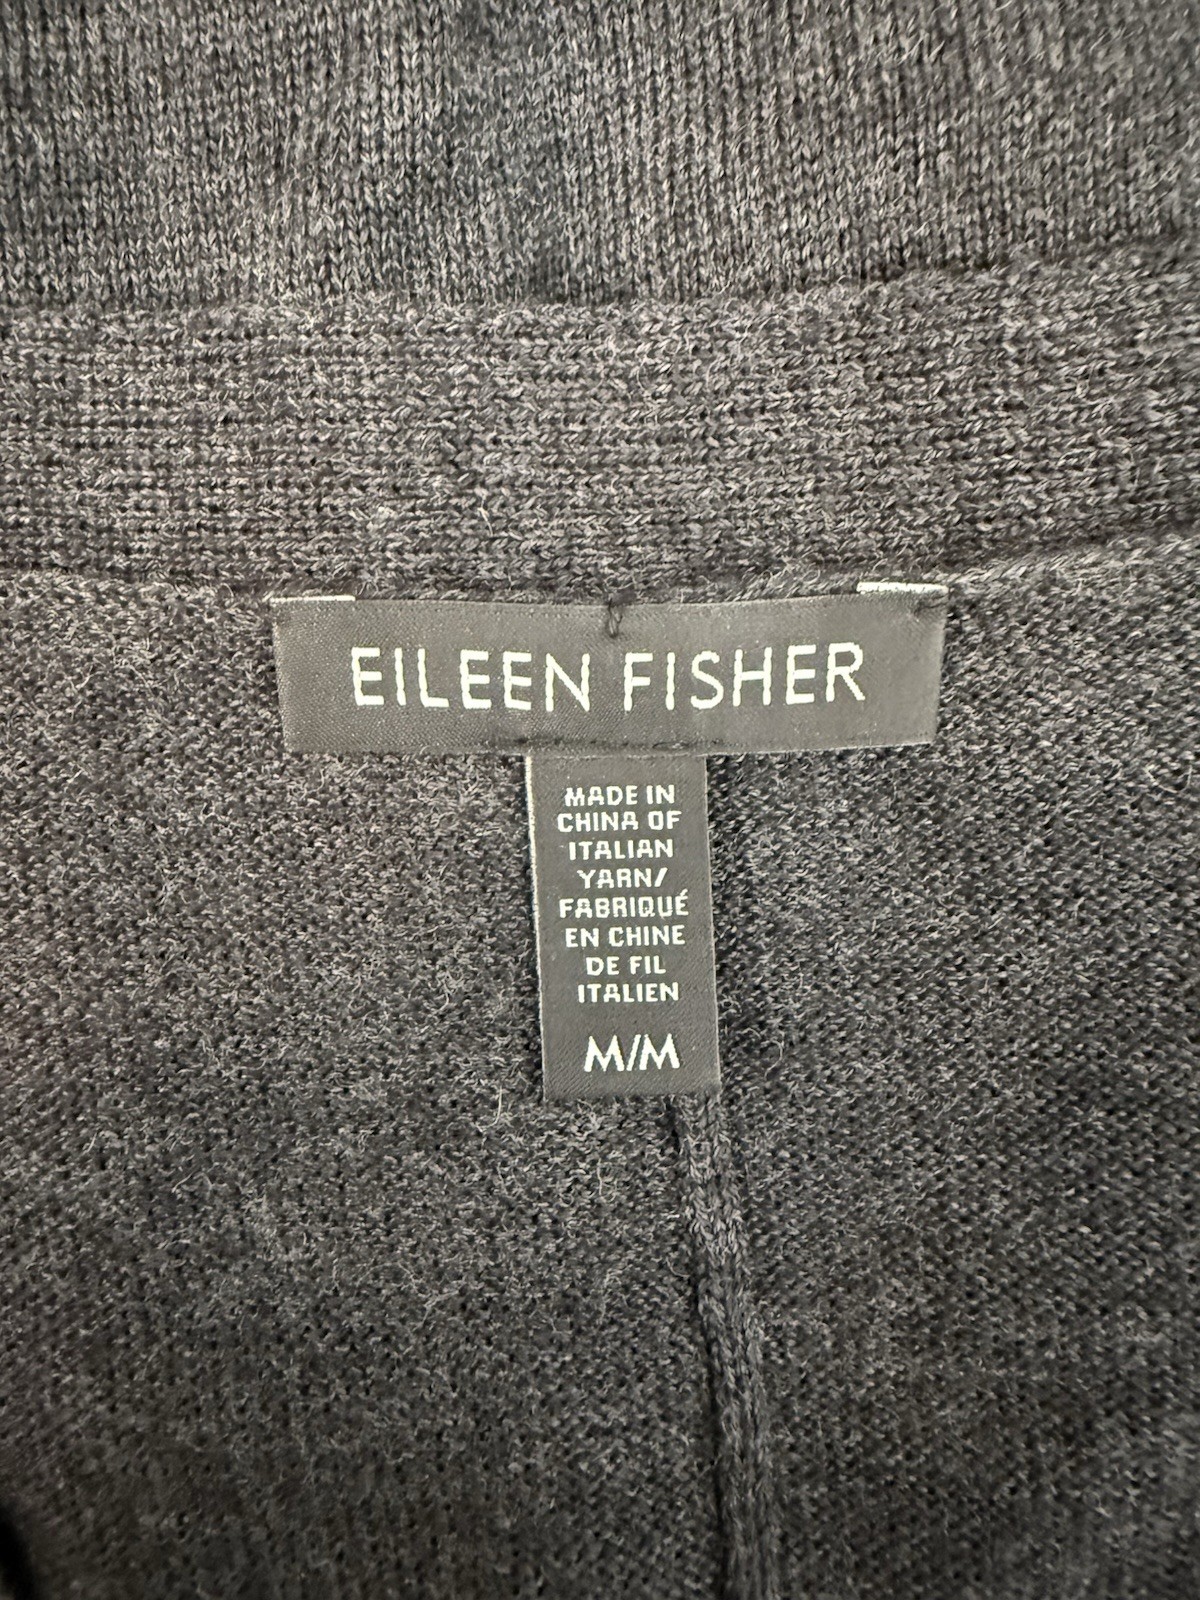 EILEEN FISHER
MADE IN
CHINA OF
ITALIAN
YARN/
FABRIQUÉ
EN CHINE
DE FIL
ITALIEN
M/M